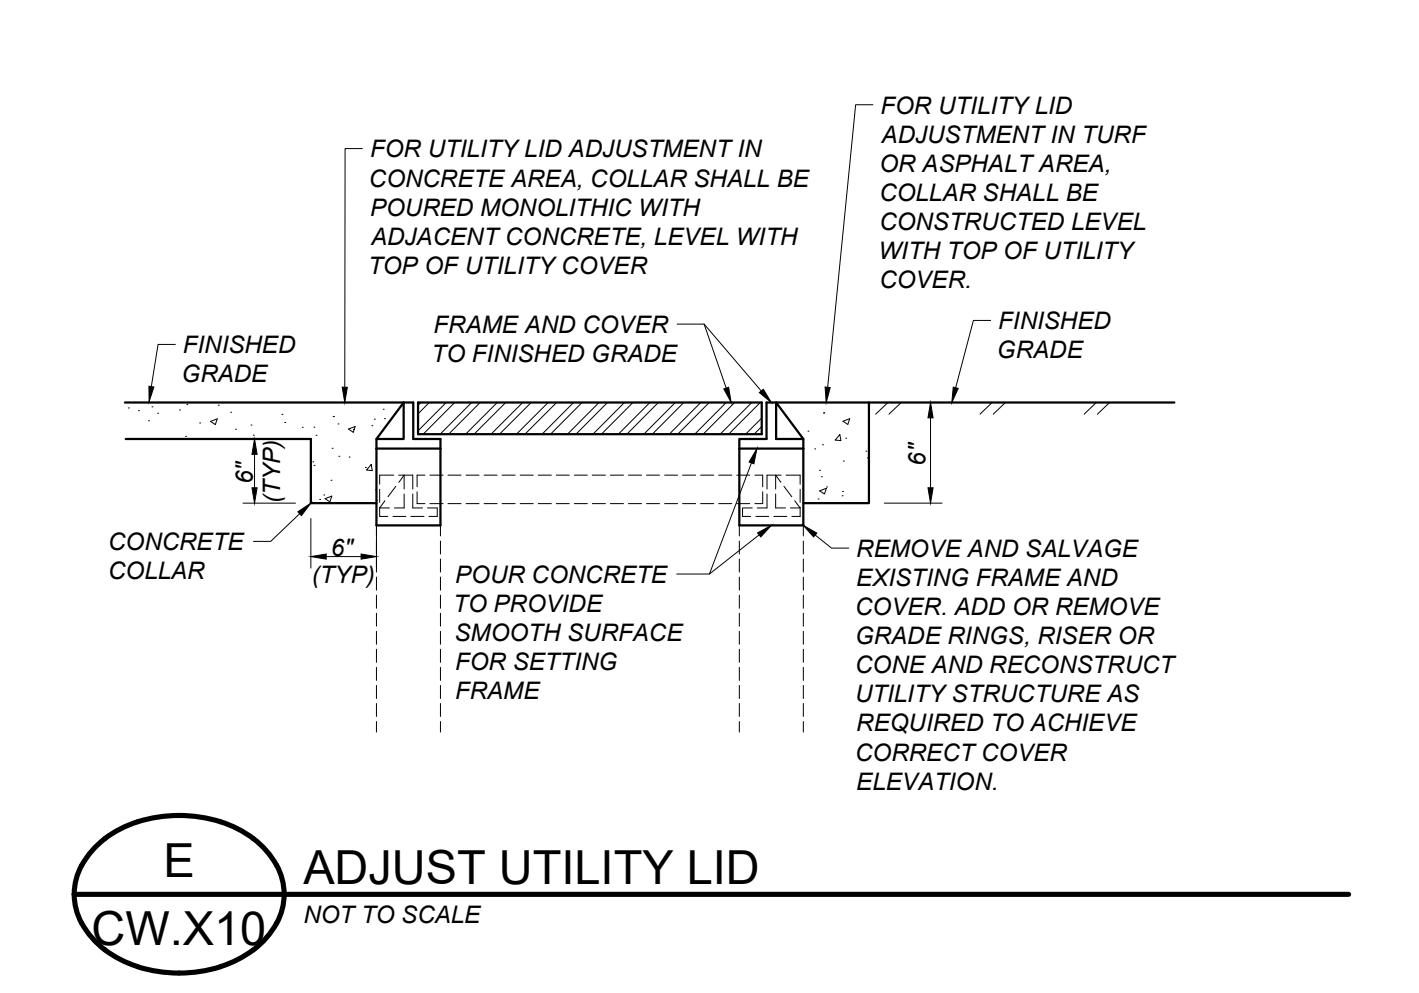 FOR UTILITY LID ADJUSTMENT IN
CONCRETE AREA, COLLAR SHALL BE
POURED MONOLITHIC WITH
ADJACENT CONCRETE, LEVEL WITH
TOP OF UTILITY COVER
FOR UTILITY LID
ADJUSTMENT IN TURF
OR ASPHALT AREA,
COLLAR SHALL BE
CONSTRUCTED LEVEL
WITH TOP OF UTILITY
COVER.
FINISHED
GRADE
FRAME AND COVER
TO FINISHED GRADE
FINISHED
GRADE
6"
(TYP)
6"
CONCRETE
COLLAR
6"
(TYP)
POUR CONCRETE
TO PROVIDE
SMOOTH SURFACE
FOR SETTING
FRAME
REMOVE AND SALVAGE
EXISTING FRAME AND
COVER. ADD OR REMOVE
GRADE RINGS, RISER OR
CONE AND RECONSTRUCT
UTILITY STRUCTURE AS
REQUIRED TO ACHIEVE
CORRECT COVER
ELEVATION.
E
CW.X10
ADJUST UTILITY LID
NOT TO SCALE